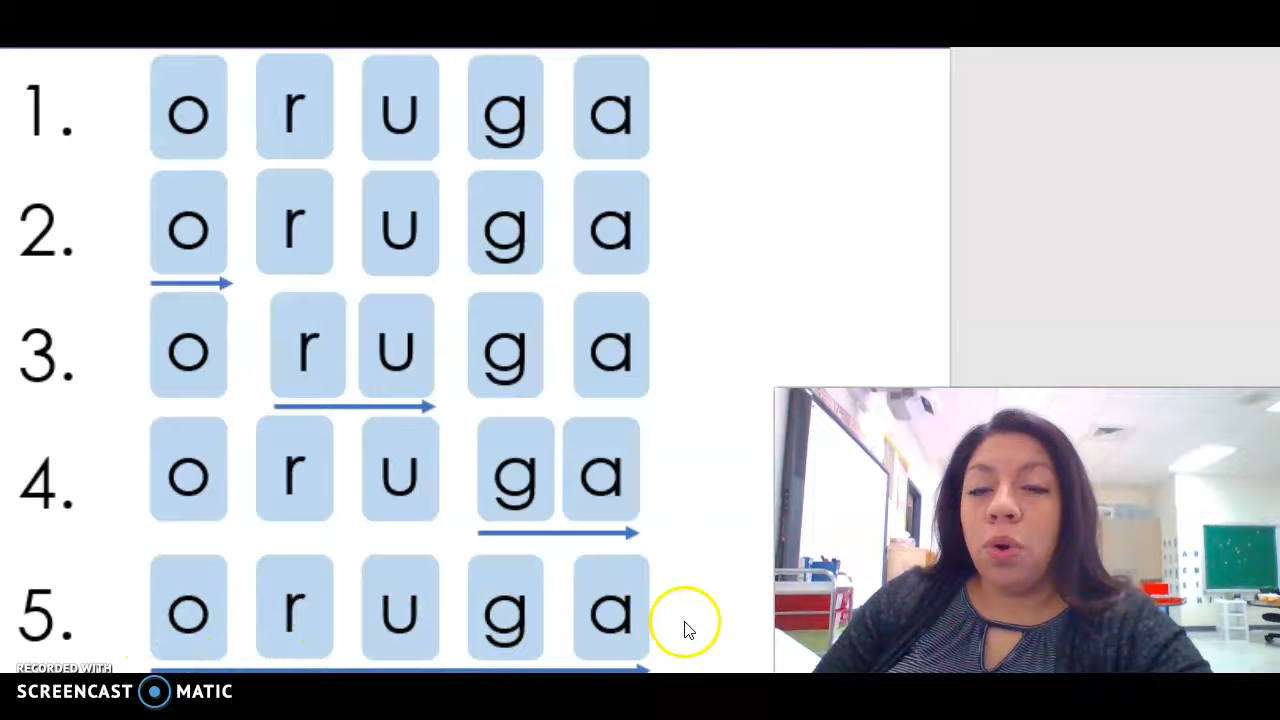 1. o r u g a
2. o r u g a
3. o r u g a
4. o r u g a
5. o r u g a
RECORDED WITH
SCREENCAST MATIC